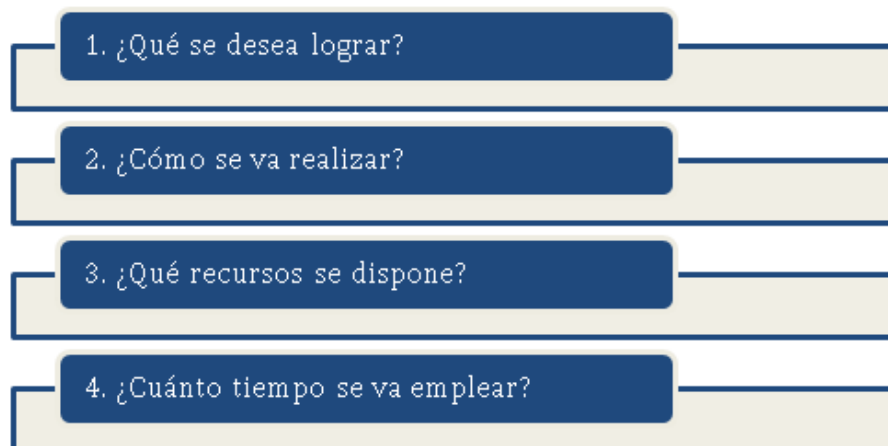 1. ¿Qué se desea lograr?
2. ¿Cómo se va realizar?
3. ¿Qué recursos se dispone?
4. ¿Cuánto tiempo se va emplear?